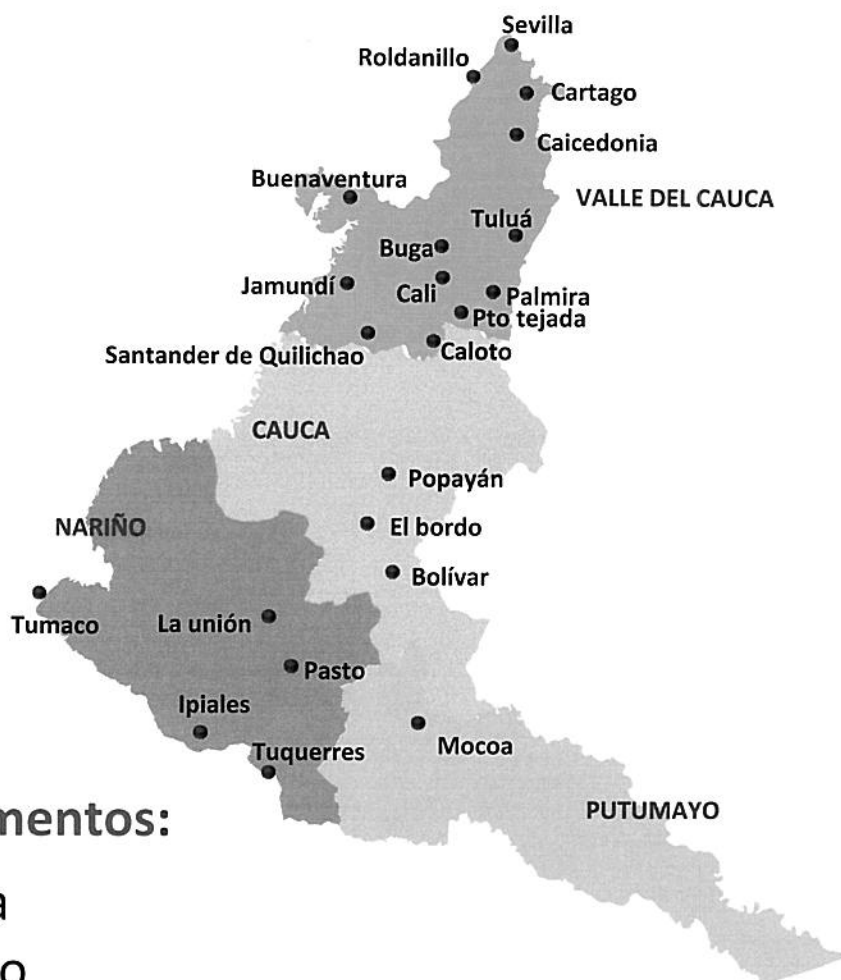 Sevilla
Roldanillo
Cartago
Caicedonia
Buenaventura
VALLE DEL CAUCA
Tuluá
Buga
Jamundí
Cali
Palmira
Pto tejada
Santander de Quilichao
Caloto
CAUCA
Popayán
NARIÑO
El bordo
Bolívar
Tumaco
La unión
Pasto
Ipiales
Mocoa
Tuquerres
PUTUMAYO
mentos:
a
o